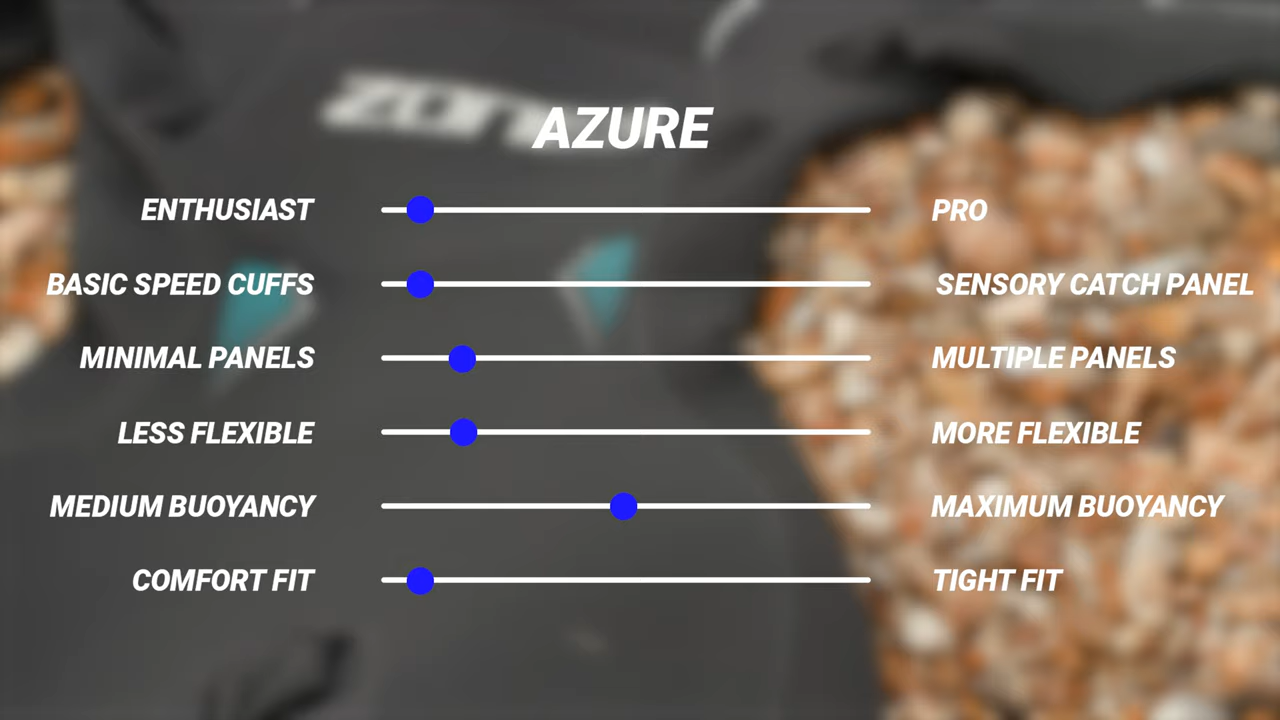 ZONE
AZURE
ENTHUSIAST PRO
BASIC SPEED CUFFS SENSORY CATCH PANEL
MINIMAL PANELS MULTIPLE PANELS
LESS FLEXIBLE MORE FLEXIBLE
MEDIUM BUOYANCY MAXIMUM BUOYANCY
COMFORT FIT TIGHT FIT